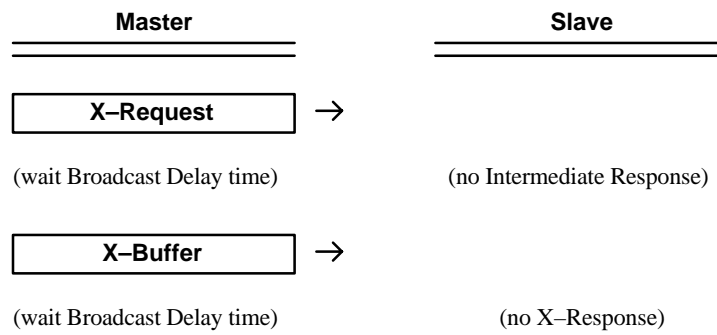 Master Slave
X–Request →
(wait Broadcast Delay time) (no Intermediate Response)
X–Buffer →
(wait Broadcast Delay time) (no X–Response)